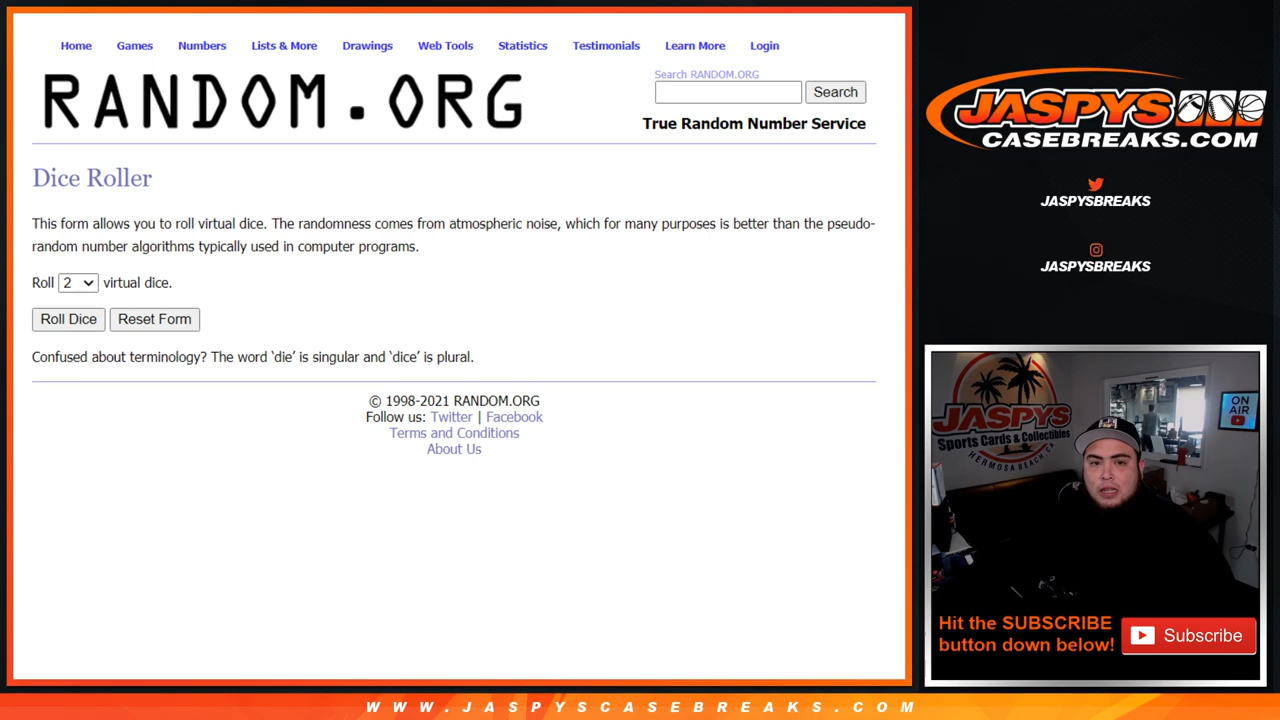 Home Games Numbers Lists & More Drawings Web Tools Statistics Testimonials Learn More Login
RANDOM.ORG
Search RANDOM.ORG
Search
True Random Number Service
Dice Roller
This form allows you to roll virtual dice. The randomness comes from atmospheric noise, which for many purposes is better than the pseudo-
random number algorithms typically used in computer programs.
Roll 2 virtual dice.
Roll Dice Reset Form
Confused about terminology? The word ‘die’ is singular and ‘dice’ is plural.
© 1998-2021 RANDOM.ORG
Follow us: Twitter | Facebook
Terms and Conditions
About Us
JASPYS
CASEBREAKS.COM
JASPYSBREAKS
JASPYSBREAKS
JASPYS
Sports Cards & Collectibles
HERMOSA BEACH, CA
ON
AIR
Hit the SUBSCRIBE
button down below!
Subscribe
WWW.JASPYSCASEBREAKS.COM